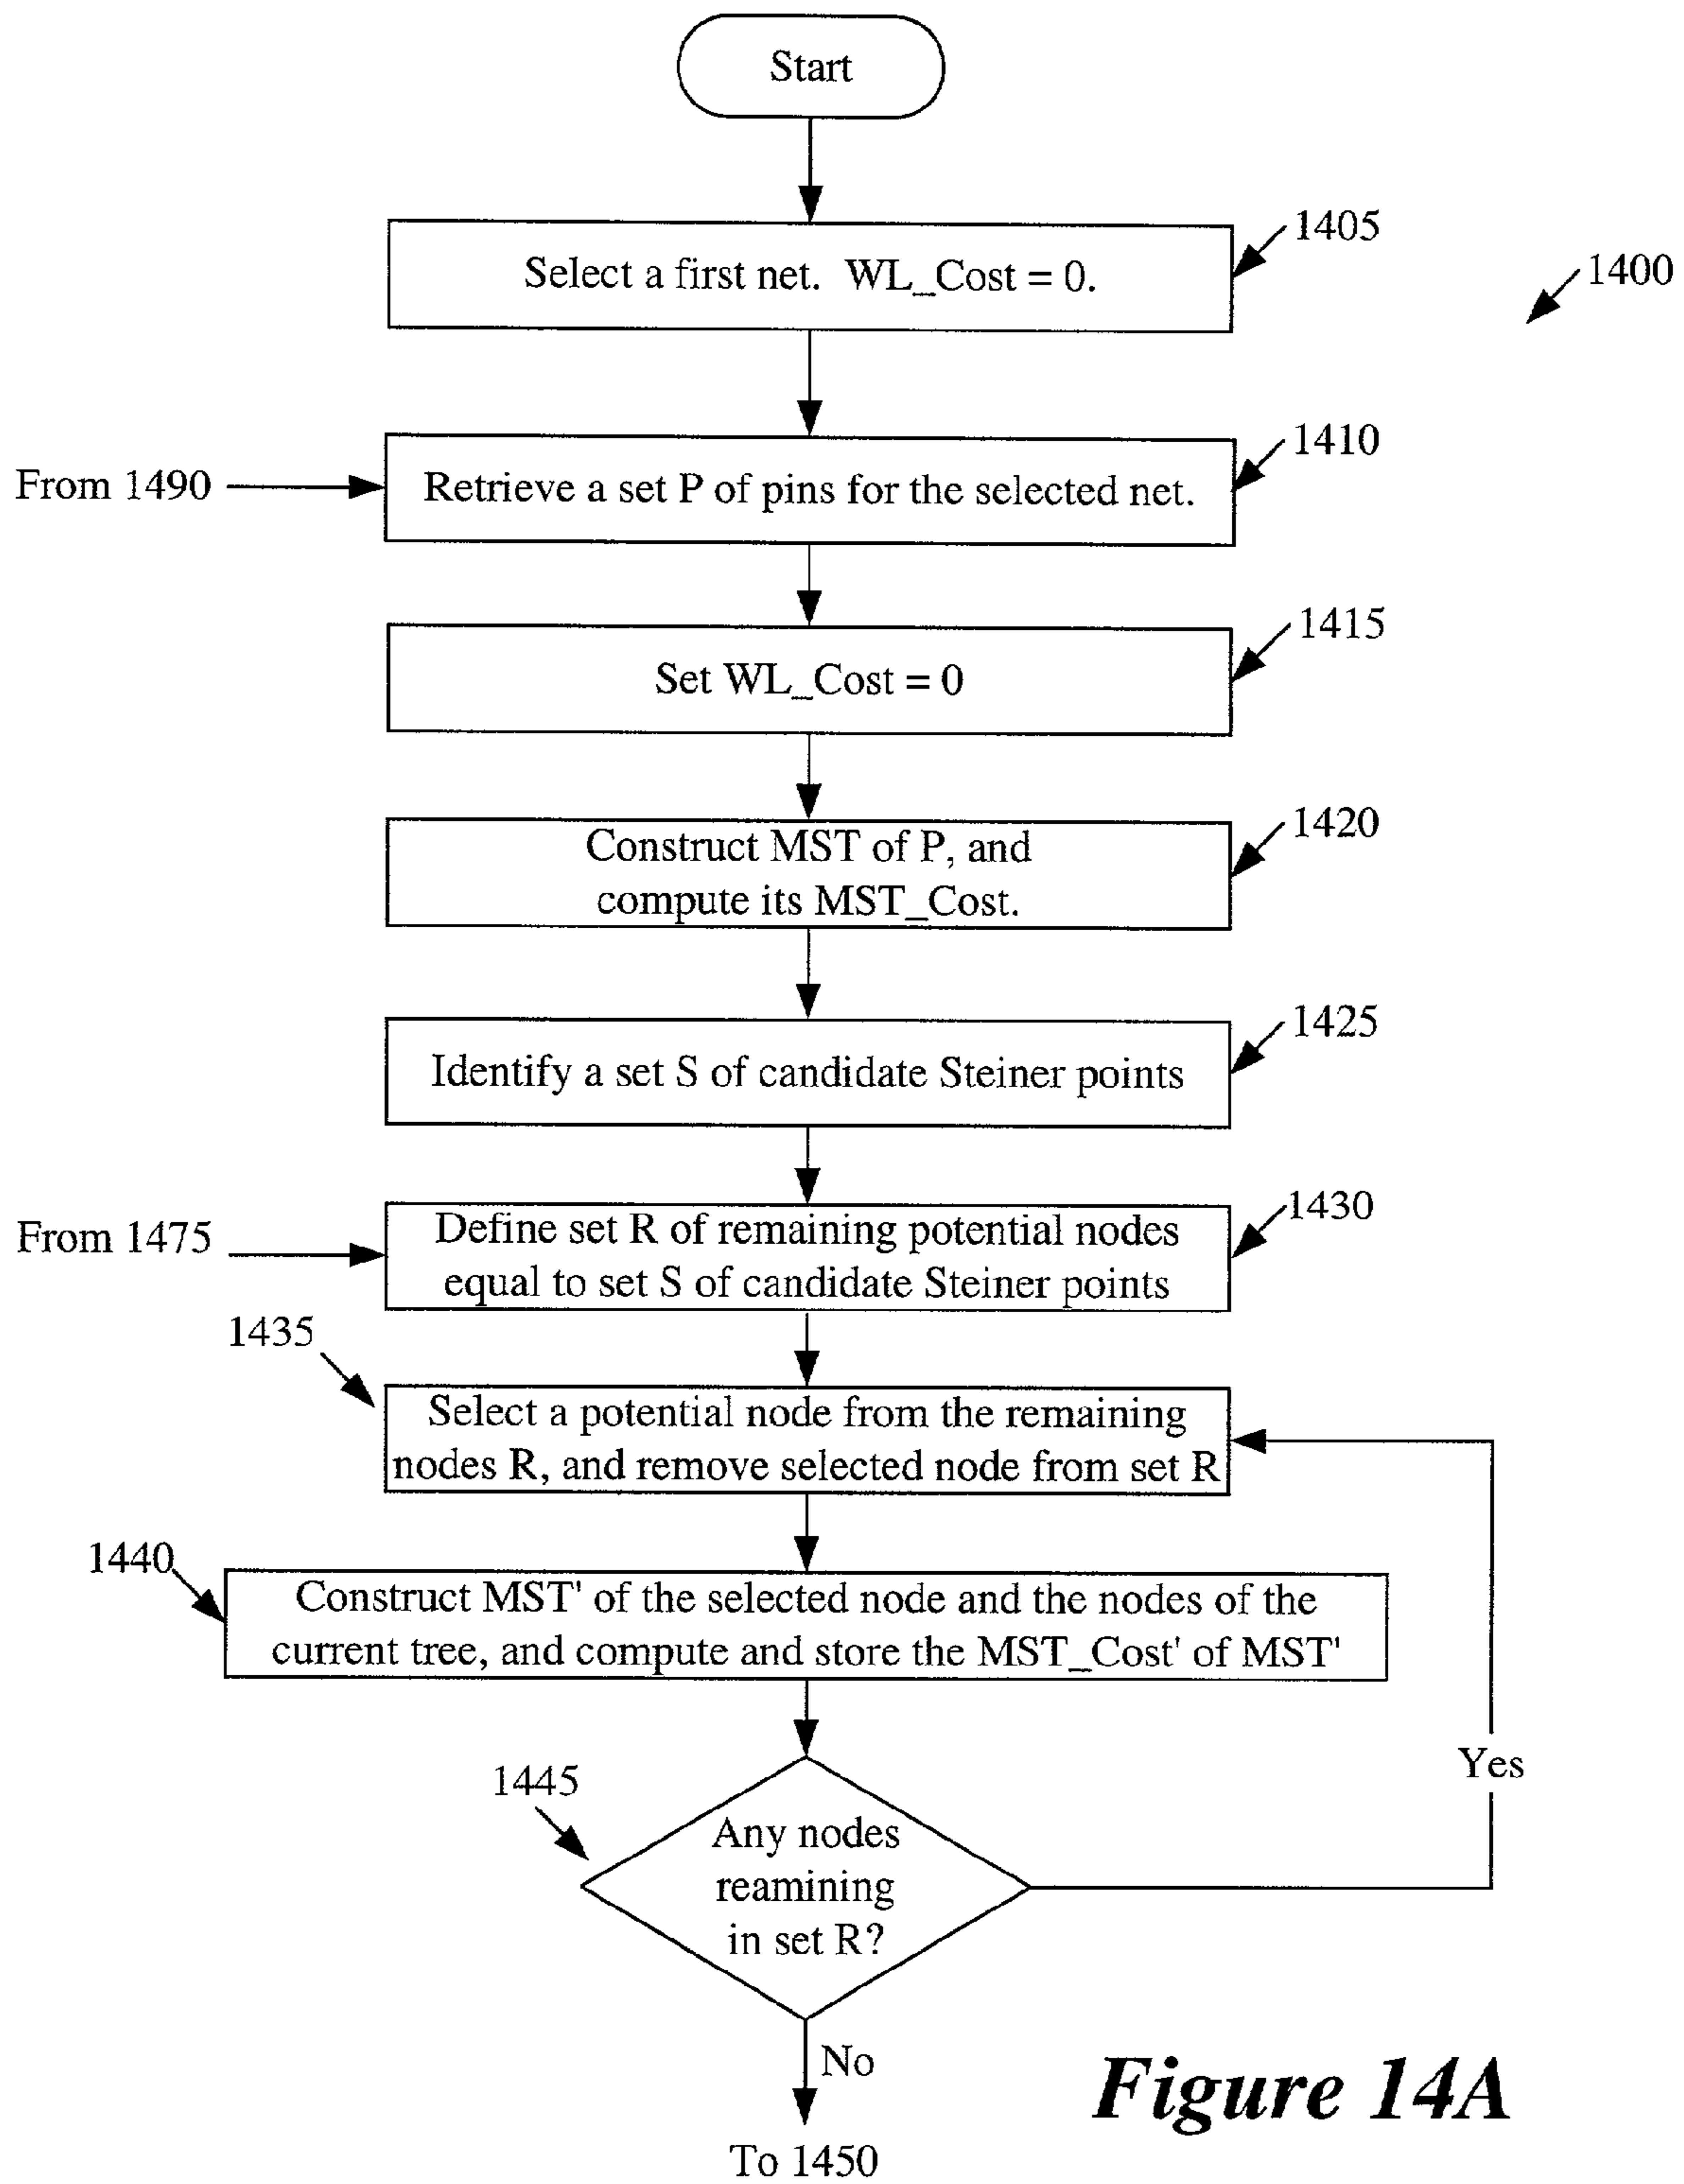 Start
1405
Select a first net. WL_Cost = 0.
1400
1410
From 1490
Retrieve a set P of pins for the selected net.
1415
Set WL_Cost = 0
1420
Construct MST of P, and
compute its MST_Cost.
1425
Identify a set S of candidate Steiner points
1430
From 1475
Define set R of remaining potential nodes
equal to set S of candidate Steiner points
1435
Select a potential node from the remaining
nodes R, and remove selected node from set R
1440
Construct MST' of the selected node and the nodes of the
current tree, and compute and store the MST_Cost' of MST'
Yes
1445
Any nodes
reamining
in set R?
No
Figure 14A
To 1450